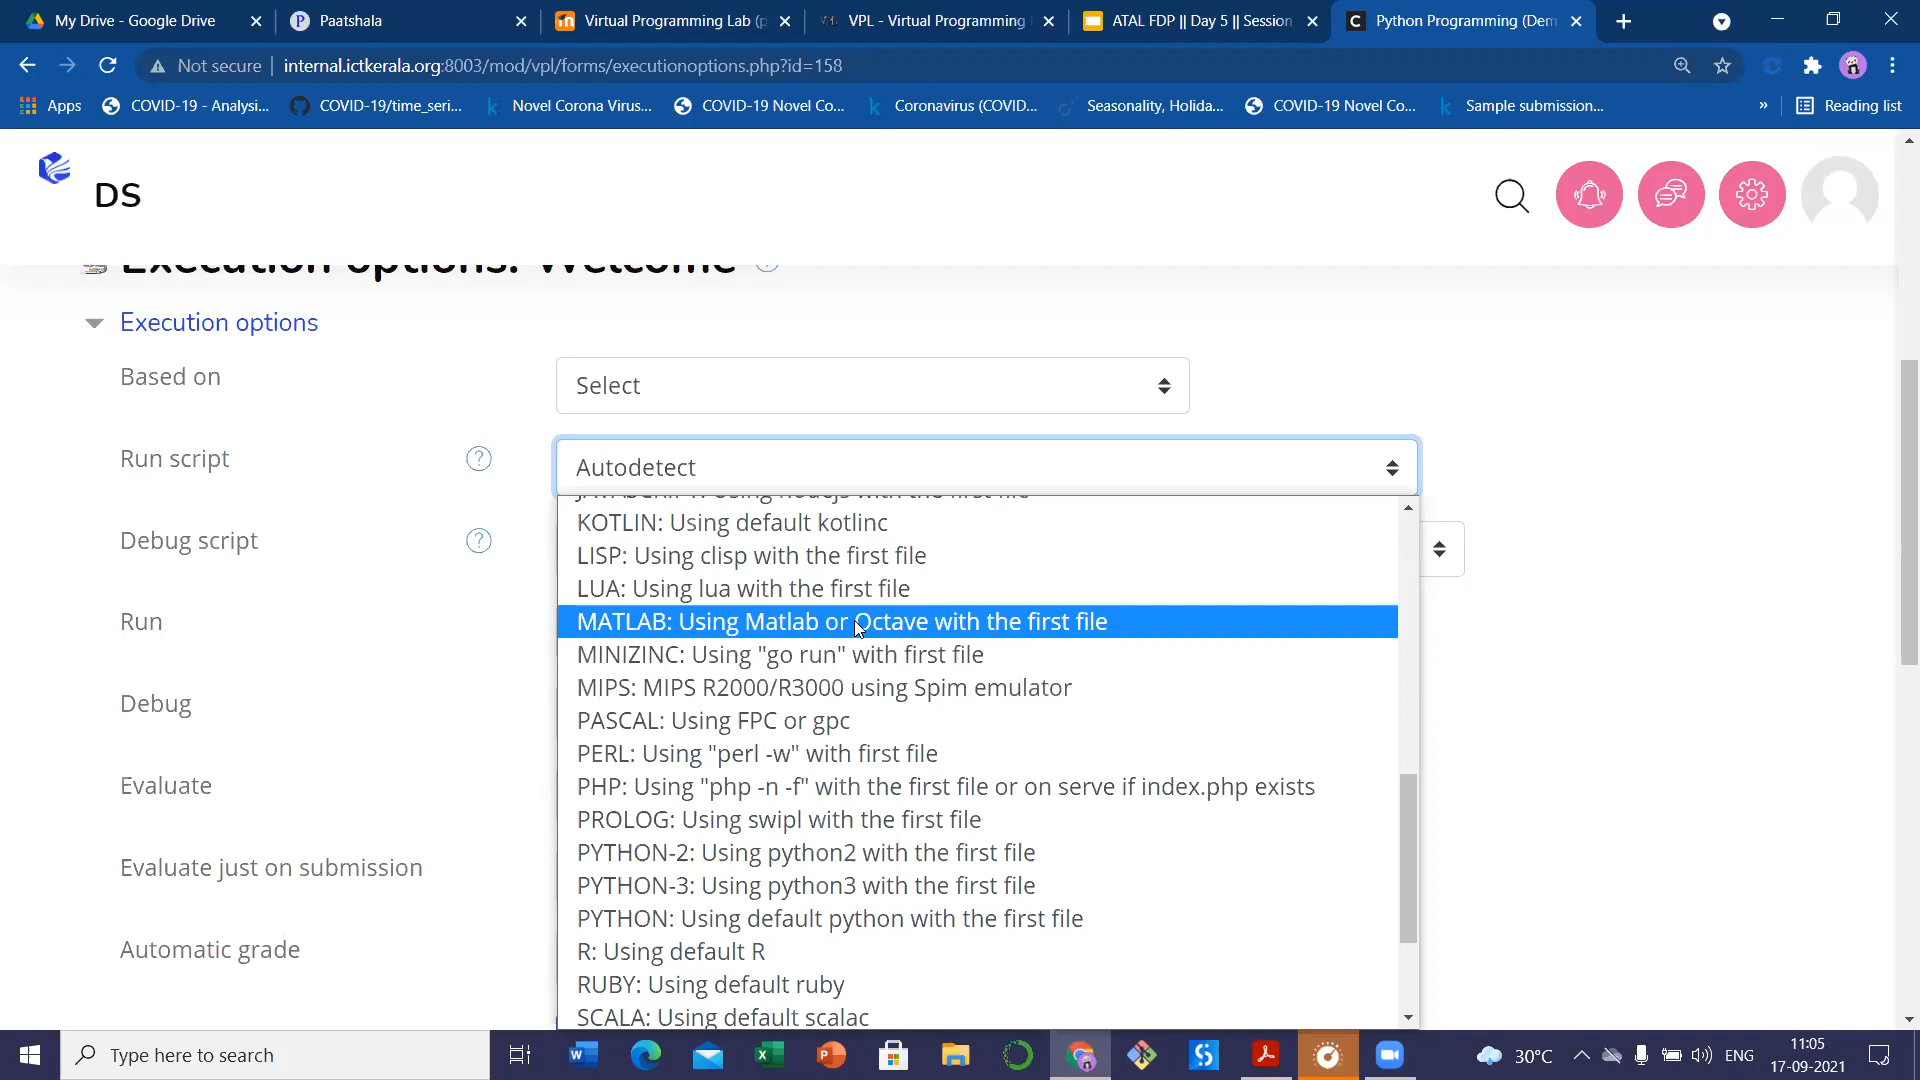 My Drive - Google Drive
Paatshala
Virtual Programming Lab (p
VPL - Virtual Programming
ATAL FDP || Day 5 || Session
Python Programming (Dem
Not secure
internal.ictkerala.org:8003/mod/vpl/forms/executionoptions.php?id=158
Apps
COVID-19 - Analysi...
COVID-19/time_seri...
Novel Corona Virus...
COVID-19 Novel Co...
Coronavirus (COVID...
Seasonality, Holida...
COVID-19 Novel Co...
Sample submission...
»
Reading list
DS
Execution options: Welcome
Execution options
Based on
Select
Run script
Autodetect
JAVASCRIPT: Using nodejs with the first file
KOTLIN: Using default kotlinc
Debug script
LISP: Using clisp with the first file
LUA: Using lua with the first file
Run
MATLAB: Using Matlab or Octave with the first file
MINIZINC: Using "go run" with first file
MIPS: MIPS R2000/R3000 using Spim emulator
Debug
PASCAL: Using FPC or gpc
PERL: Using "perl -w" with first file
Evaluate
PHP: Using "php -n -f" with the first file or on serve if index.php exists
PROLOG: Using swipl with the first file
PYTHON-2: Using python2 with the first file
Evaluate just on submission
PYTHON-3: Using python3 with the first file
PYTHON: Using default python with the first file
Automatic grade
R: Using default R
RUBY: Using default ruby
SCALA: Using default scalac
Type here to search
30°C
ENG
11:05
17-09-2021